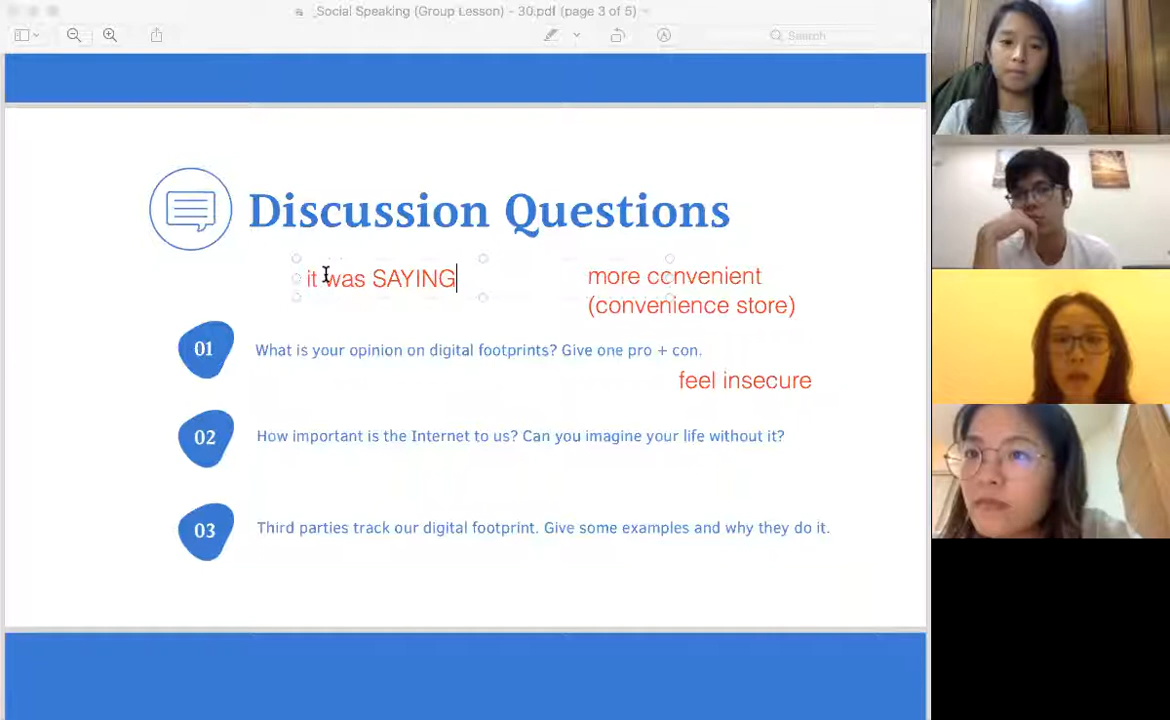 _Social Speaking (Group Lesson) - 30.pdf (page 3 of 5)
Search
Discussion Questions
it was SAYING
more convenient
(convenience store)
01
What is your opinion on digital footprints? Give one pro + con.
feel insecure
02
How important is the Internet to us? Can you imagine your life without it?
03
Third parties track our digital footprint. Give some examples and why they do it.